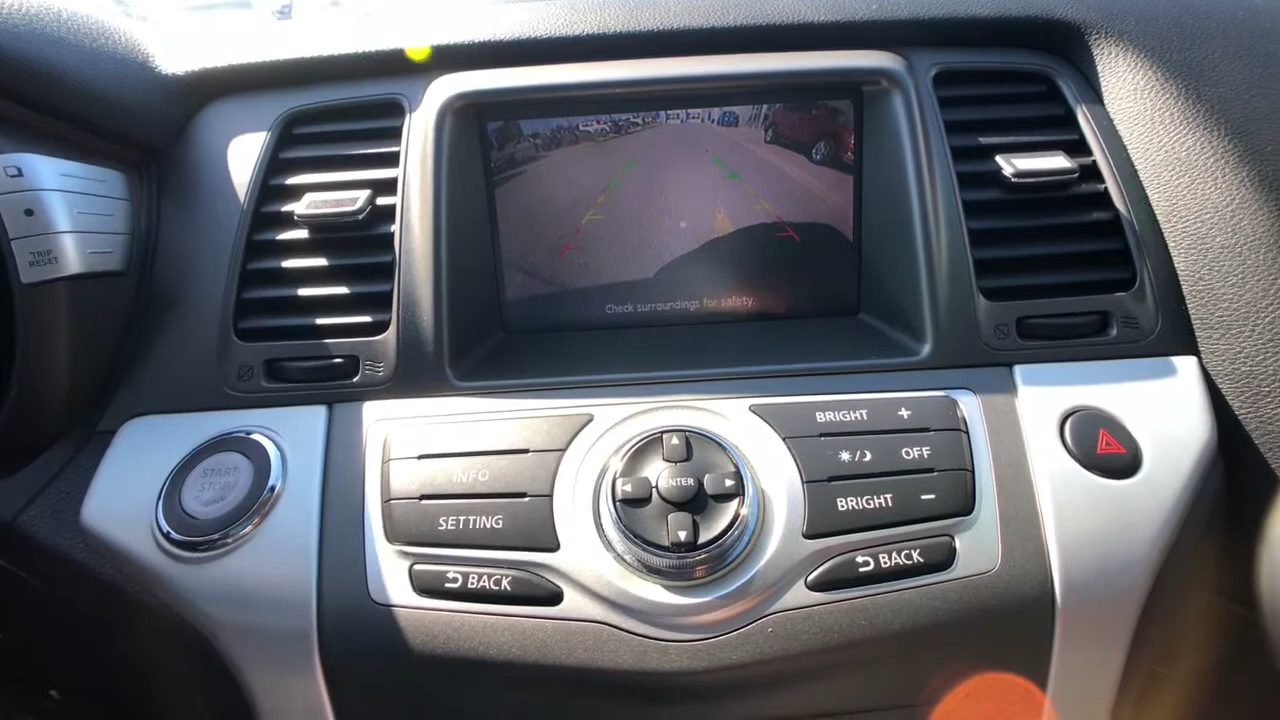 TRIP
RESET
Check surroundings for safety.
START
STOP
INFO
SETTING
BACK
ENTER
BRIGHT +
OFF
BRIGHT −
BACK